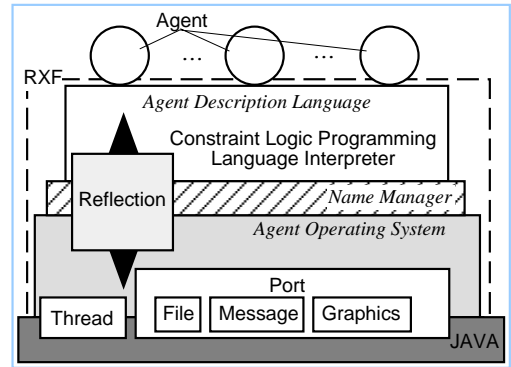 Agent
... ...
RXF
Agent Description Language
Constraint Logic Programming
Language Interpreter
Reflection
Name Manager
Agent Operating System
Port
Thread
File Message Graphics
JAVA